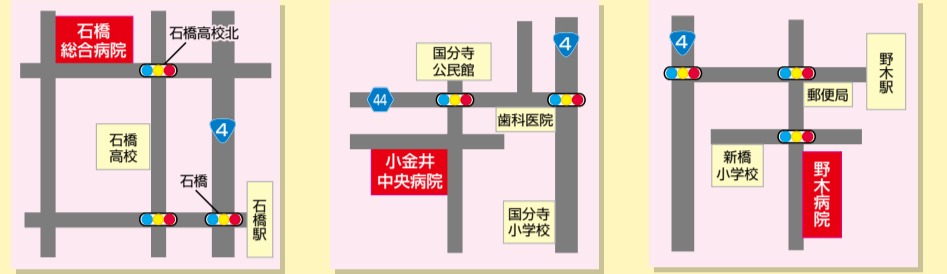 石橋
総合病院
石橋高校北
4
石橋
高校
石橋
石橋駅
国分寺
公民館
4
44
歯科医院
小金井
中央病院
国分寺
小学校
4
野木駅
郵便局
新橋
小学校
野木病院